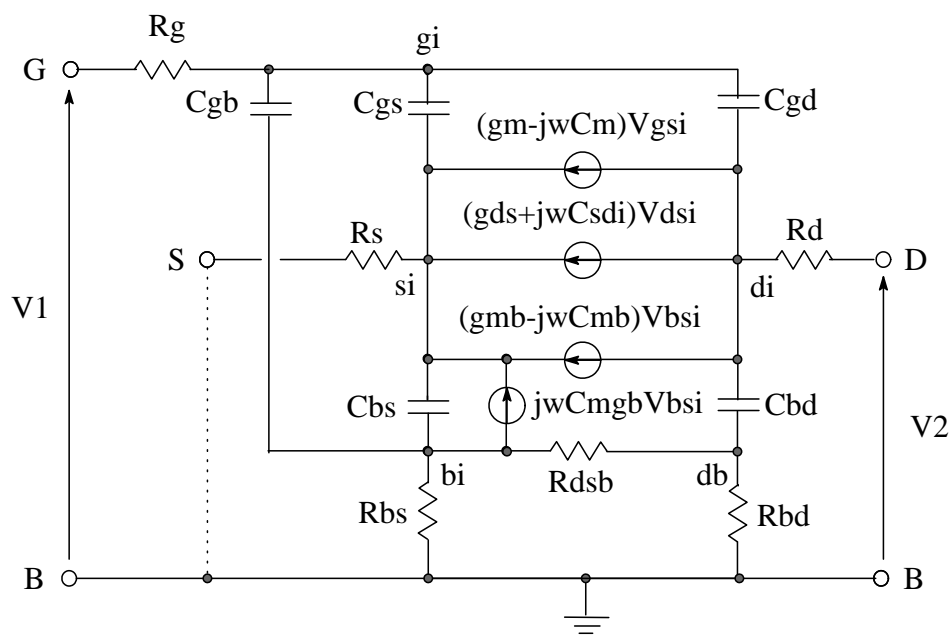 Rg
gi
G
Cgb
Cgs
Cgd
(gm-jwCm)Vgsi
(gds+jwCsdi)Vdsi
Rs
Rd
S
D
si
di
V1
(gmb-jwCmb)Vbsi
Cbs
jwCmgbVbsi
Cbd
V2
bi
Rdsb
db
Rbs
Rbd
B
B